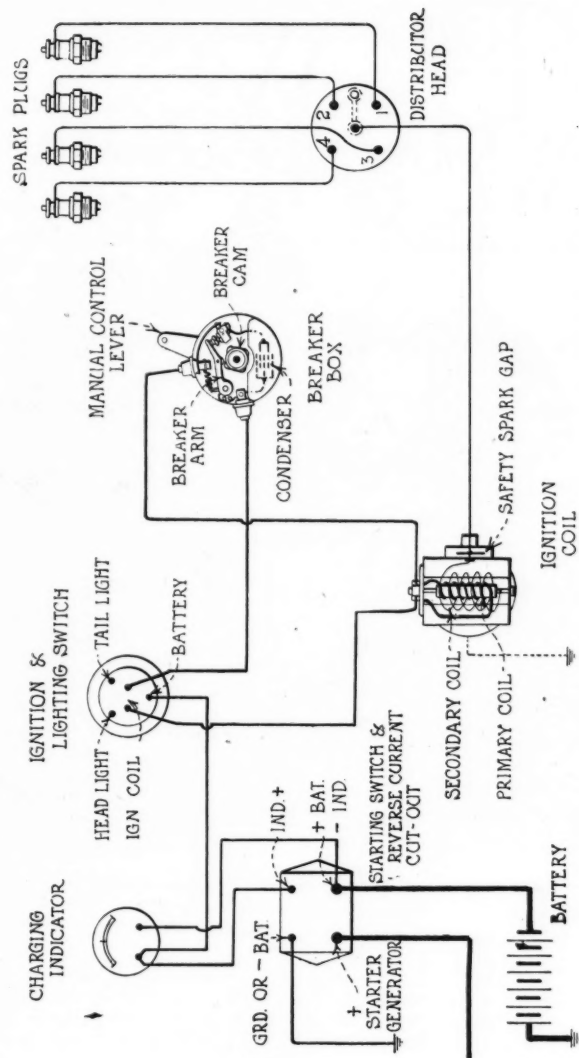 SPARK PLUGS
2
1
4
3
DISTRIBUTOR
HEAD
MANUAL CONTROL
LEVER
BREAKER
CAM
BREAKER
ARM
CONDENSER
BREAKER
BOX
SAFETY SPARK GAP
IGNITION
COIL
SECONDARY COIL
PRIMARY COIL
IGNITION &
LIGHTING SWITCH
TAIL LIGHT
BATTERY
HEAD LIGHT
IGN COIL
CHARGING
INDICATOR
IND.+
+ BAT.
- IND.
STARTING SWITCH &
REVERSE CURRENT
CUT-OUT
GRD. OR - BAT.
+
STARTER
GENERATOR
BATTERY